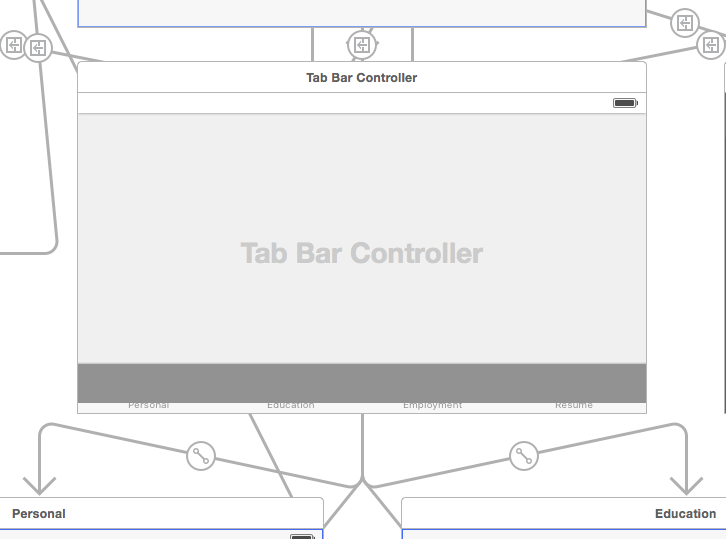 Tab Bar Controller
Tab Bar Controller
Personal Education Employment Resume
Personal Education